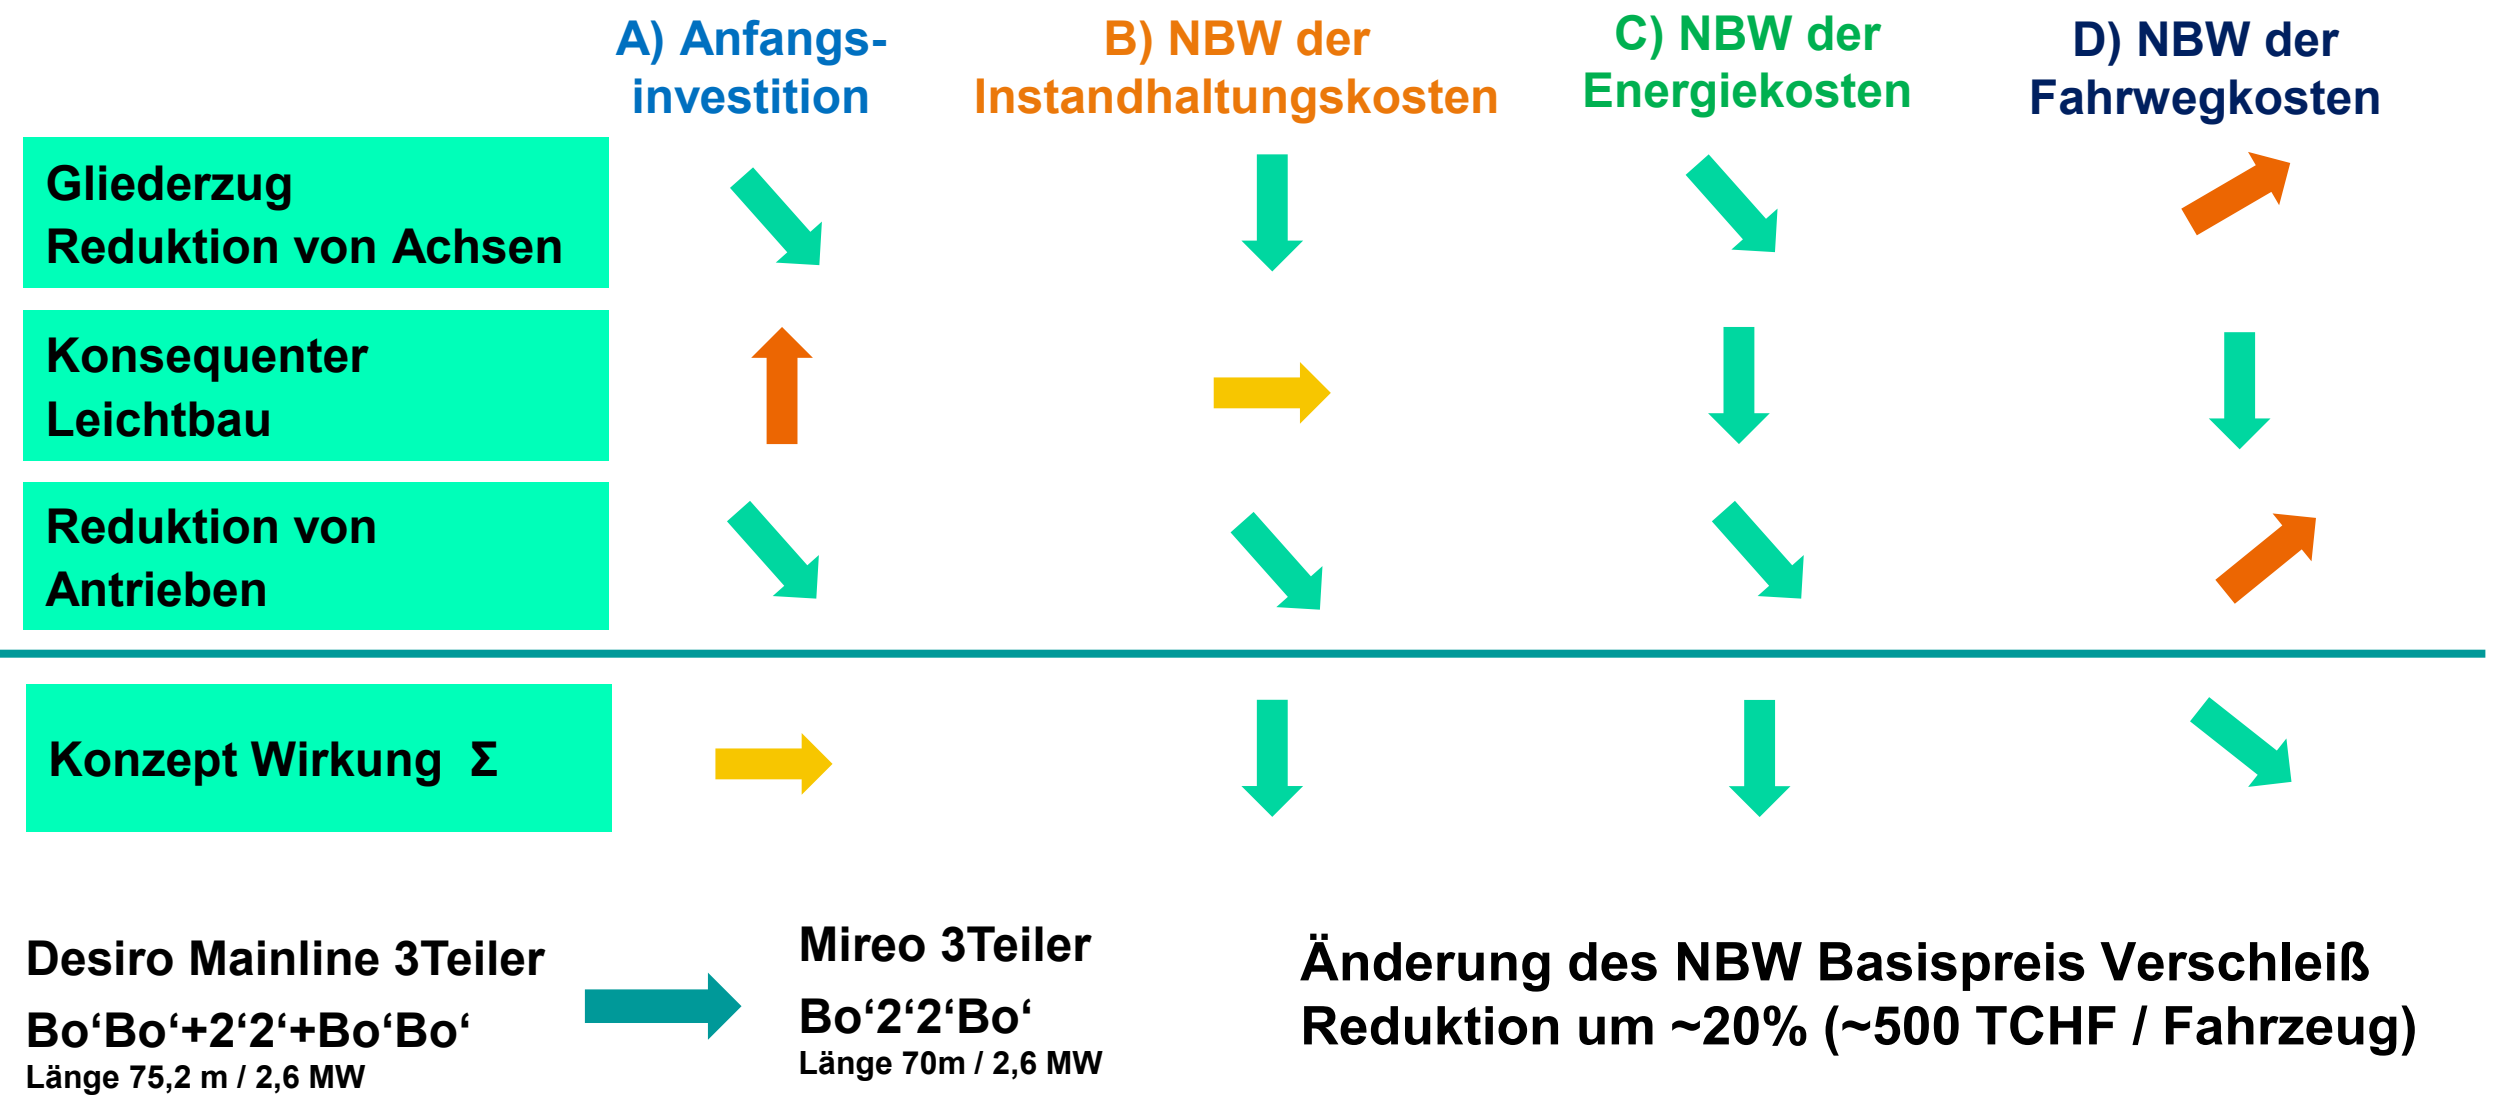 A) Anfangs-
investition
B) NBW der
Instandhaltungskosten
C) NBW der
Energiekosten
D) NBW der
Fahrwegkosten
Gliederzug
Reduktion von Achsen
Konsequenter
Leichtbau
Reduktion von
Antrieben
Konzept Wirkung Σ
Desiro Mainline 3Teiler
Bo‘Bo‘+2‘2‘+Bo‘Bo‘
Länge 75,2 m / 2,6 MW
Mireo 3Teiler
Bo‘2‘2‘Bo‘
Länge 70m / 2,6 MW
Änderung des NBW Basispreis Verschleiß
Reduktion um ~20% (~500 TCHF / Fahrzeug)